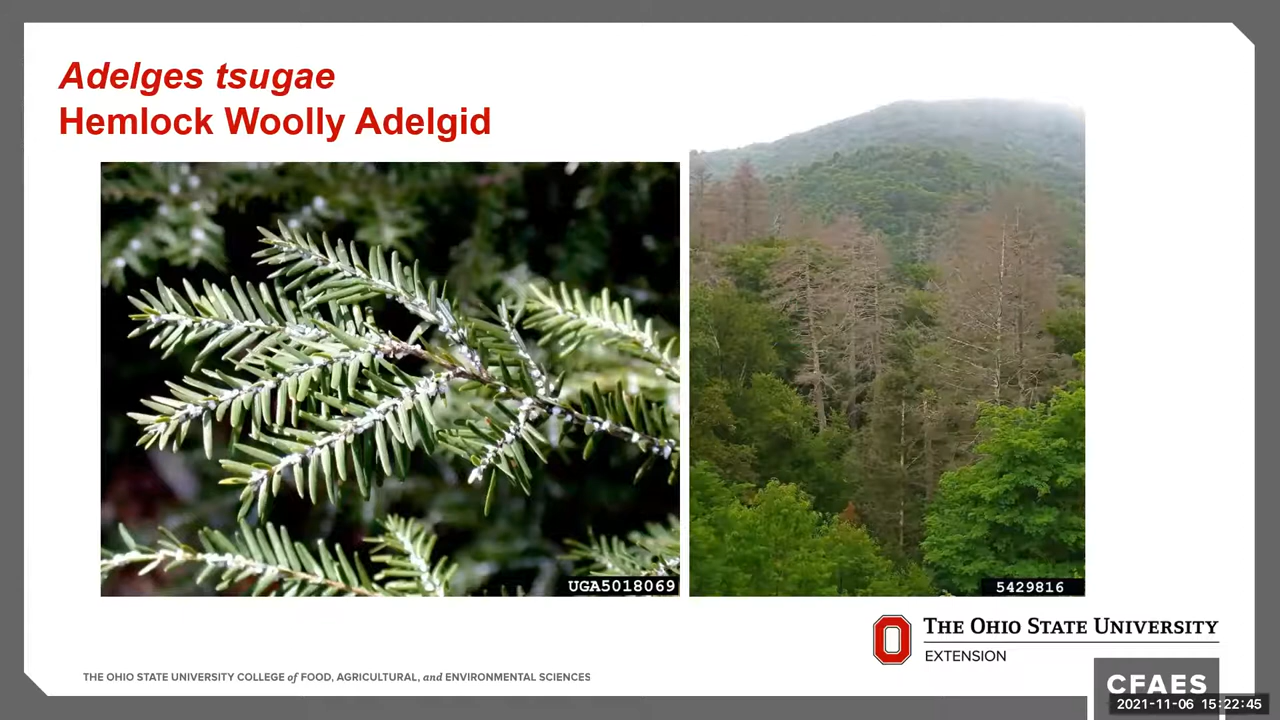 Adelges tsugae
Hemlock Woolly Adelgid
UGA5018069
5429816
THE OHIO STATE UNIVERSITY
EXTENSION
THE OHIO STATE UNIVERSITY COLLEGE of FOOD, AGRICULTURAL, and ENVIRONMENTAL SCIENCES
CFAES
2021-11-06 15:22:45